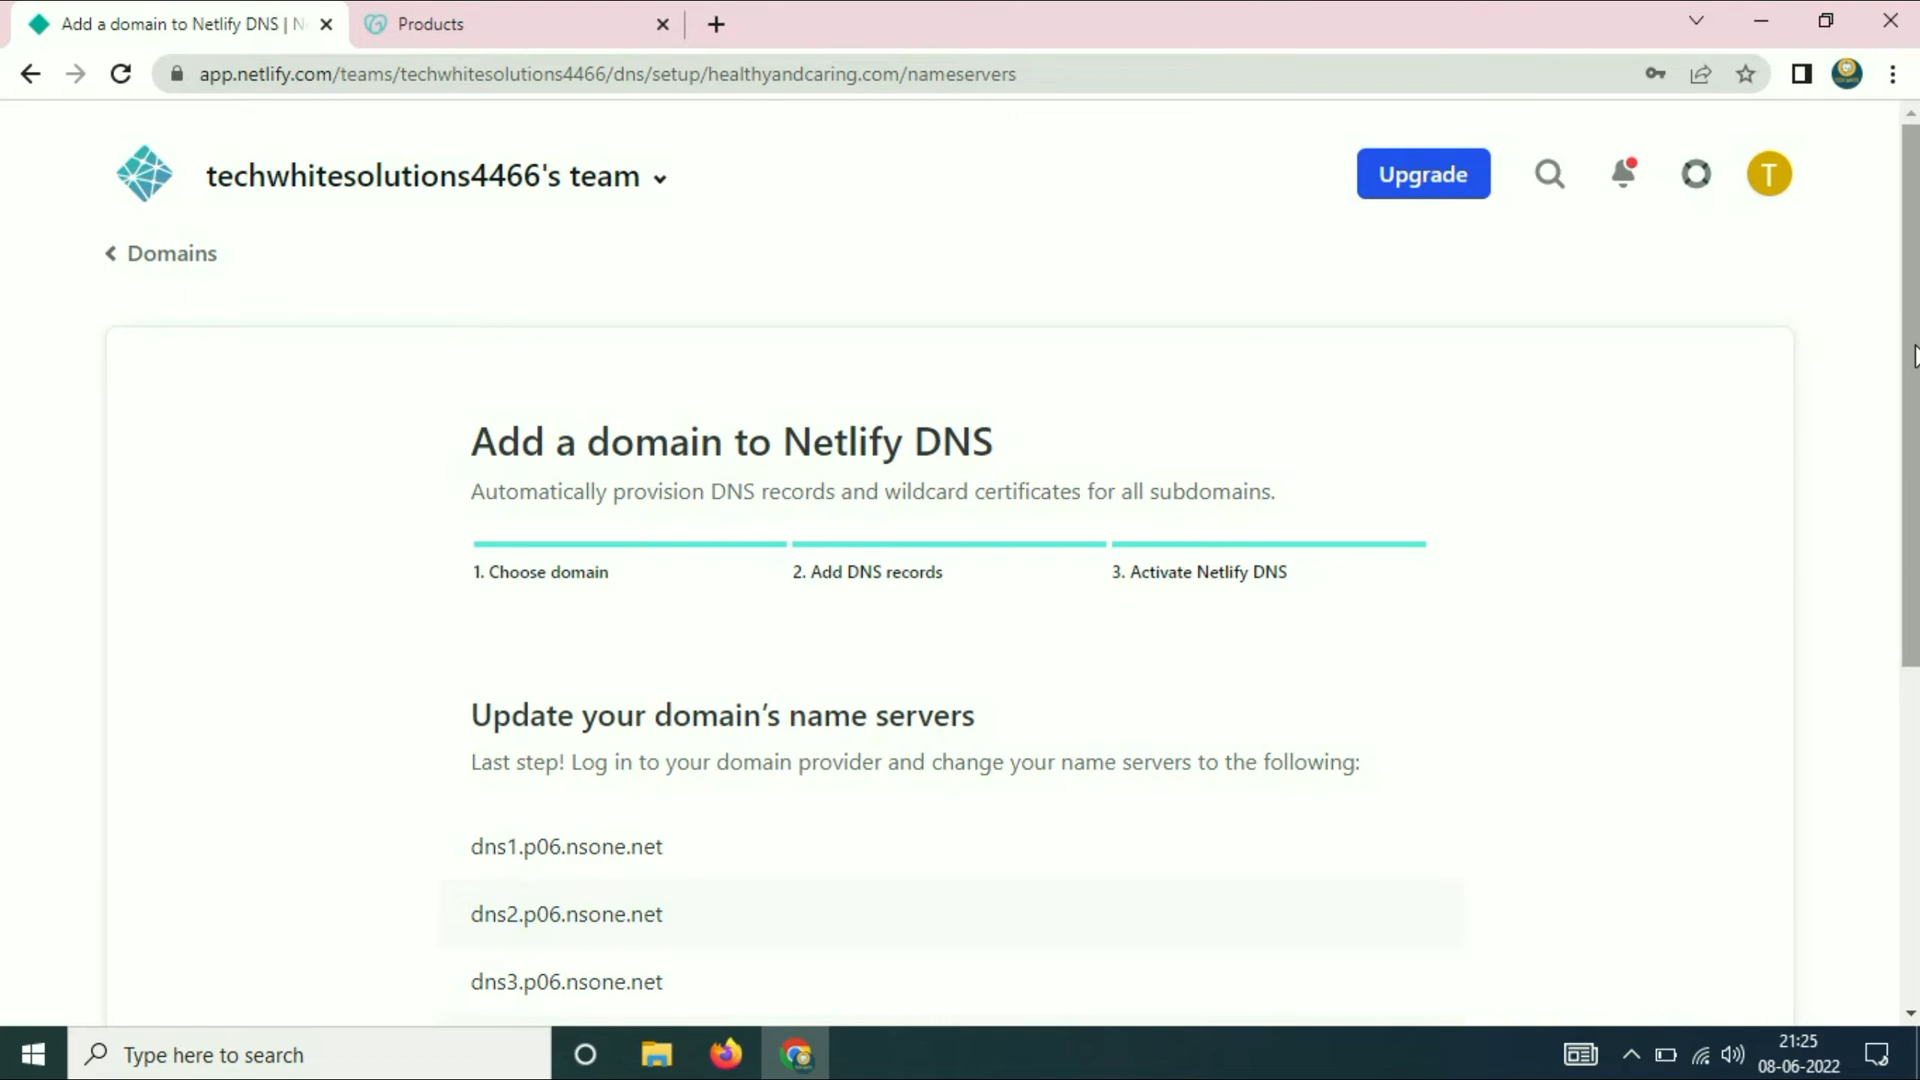 Add a domain to Netlify DNS | N
Products
app.netlify.com/teams/techwhitesolutions4466/dns/setup/healthyandcaring.com/nameservers
techwhitesolutions4466's team
Upgrade
T
Domains
Add a domain to Netlify DNS
Automatically provision DNS records and wildcard certificates for all subdomains.
1. Choose domain
2. Add DNS records
3. Activate Netlify DNS
Update your domain’s name servers
Last step! Log in to your domain provider and change your name servers to the following:
dns1.p06.nsone.net
dns2.p06.nsone.net
dns3.p06.nsone.net
Type here to search
21:25
08-06-2022